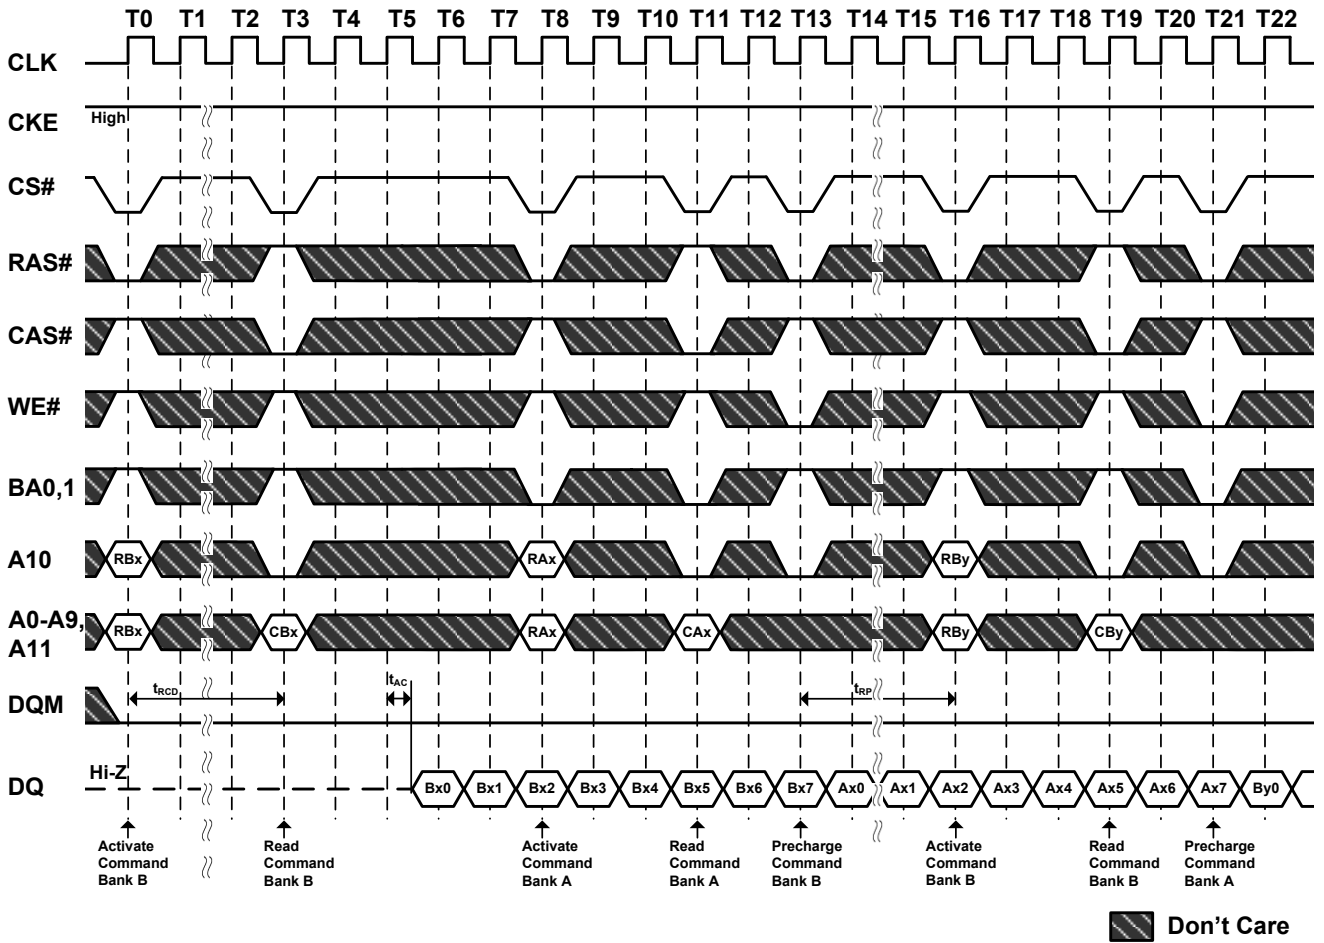 T0 T1 T2 T3 T4 T5 T6 T7 T8 T9 T10 T11 T12 T13 T14 T15 T16 T17 T18 T19 T20 T21 T22
CLK
CKE
High
CS#
RAS#
CAS#
WE#
BA0,1
A10
RBx RAx RBy
A0-A9,
A11
RBx CBx RAx CAx RBy CBy
DQM
tRCD tAC tRP
DQ
Hi-Z
Bx0 Bx1 Bx2 Bx3 Bx4 Bx5 Bx6 Bx7 Ax0 Ax1 Ax2 Ax3 Ax4 Ax5 Ax6 Ax7 By0
Activate
Command
Bank B
Read
Command
Bank B
Activate
Command
Bank A
Read
Command
Bank A
Precharge
Command
Bank B
Activate
Command
Bank B
Read
Command
Bank B
Precharge
Command
Bank A
Don't Care